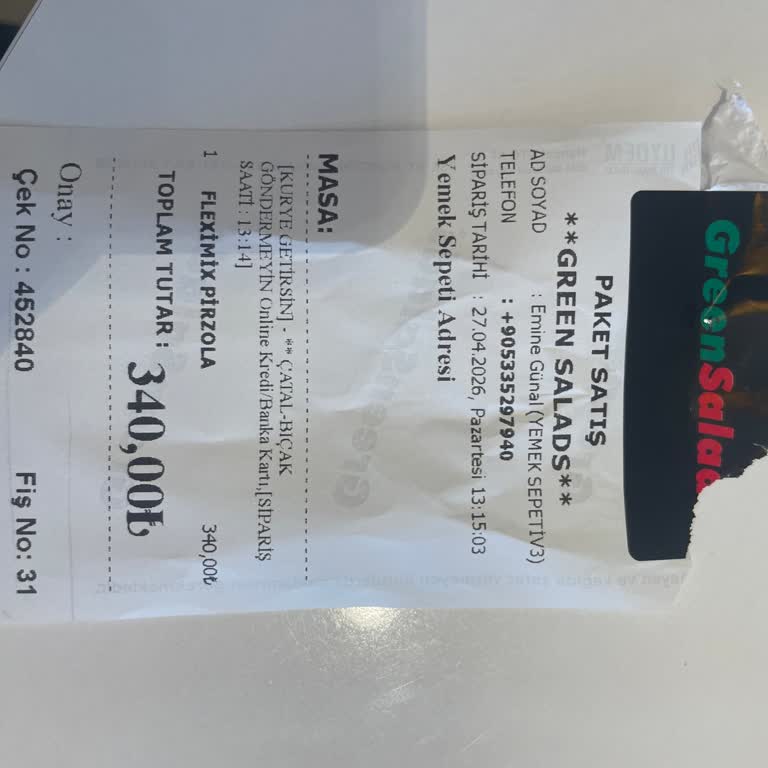 GreenSalad
PAKET SATIŞ
**GREEN SALADS**
AD SOYAD : Emine Günal (YEMEK SEPETİV3)
TELEFON : +905335297940
SİPARİŞ TARİHİ : 27.04.2026, Pazartesi 13:15:03
Yemek Sepeti Adresi
MASA:
[KURYE GETİRSİN] - ** ÇATAL-BIÇAK
GÖNDERMEYİN Online Kredi/Banka Kartı,[SİPARİŞ
SAATİ : 13:14]
1 FLEXİMİX PİRZOLA 340,00₺
TOPLAM TUTAR : 340,00₺
Onay :
Çek No : 452840 Fiş No: 31